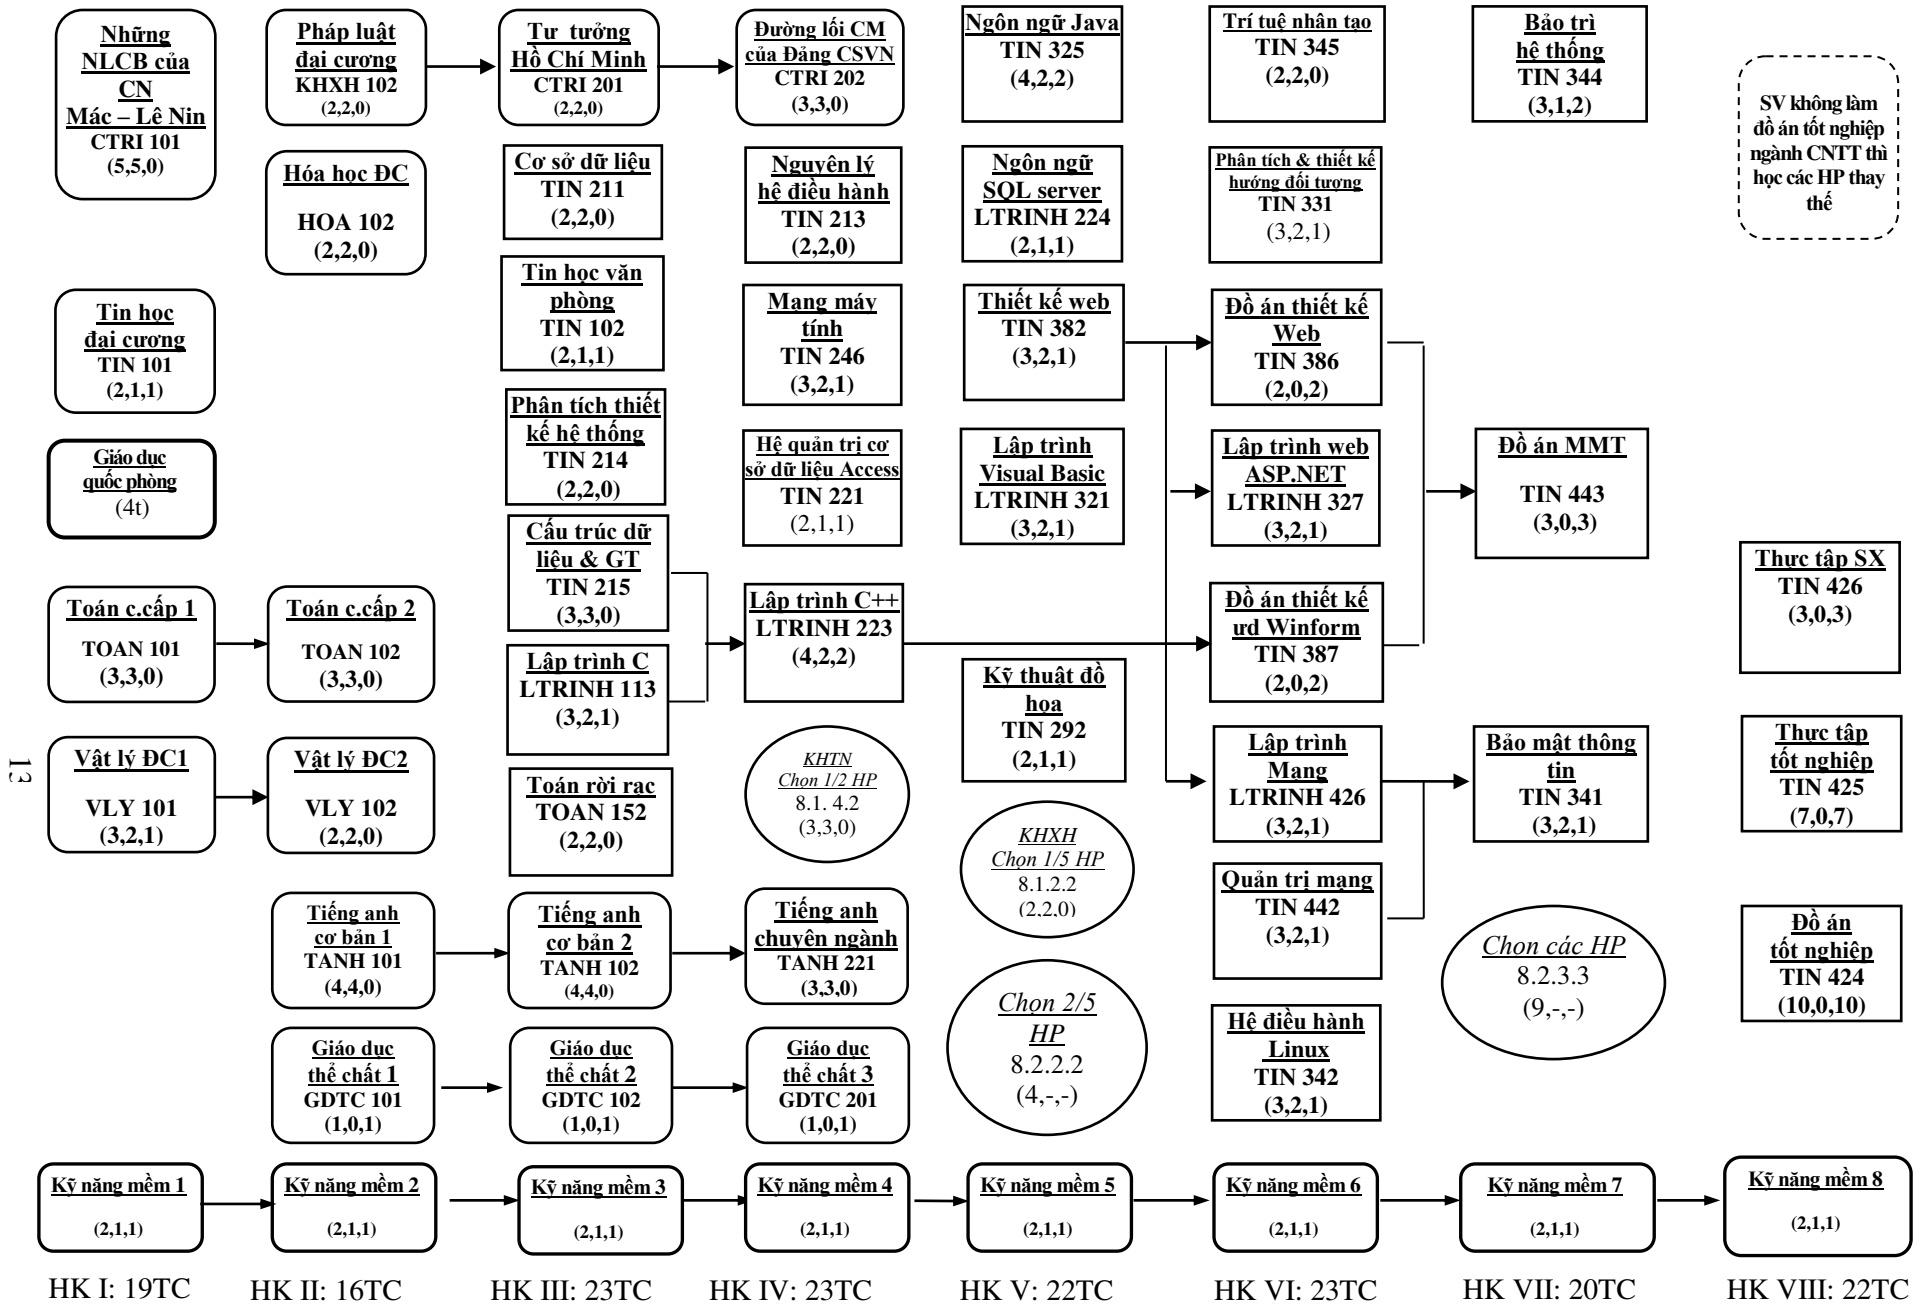 Những
NLCB của
CN
Mác – Lê Nin
CTRI 101
(5,5,0)
Tin học
đại cương
TIN 101
(2,1,1)
Giáo dục
quốc phòng
(4t)
Toán c.cấp 1
TOAN 101
(3,3,0)
Vật lý ĐC1
VLY 101
(3,2,1)
Kỹ năng mềm 1
(2,1,1)
HK I: 19TC
Pháp luật
đại cương
KHXH 102
(2,2,0)
Hóa học ĐC
HOA 102
(2,2,0)
Toán c.cấp 2
TOAN 102
(3,3,0)
Vật lý ĐC2
VLY 102
(2,2,0)
Tiếng anh
cơ bản 1
TANH 101
(4,4,0)
Giáo dục
thể chất 1
GDTC 101
(1,0,1)
Kỹ năng mềm 2
(2,1,1)
HK II: 16TC
Tư tưởng
Hồ Chí Minh
CTRI 201
(2,2,0)
Cơ sở dữ liệu
TIN 211
(2,2,0)
Tin học văn
phòng
TIN 102
(2,1,1)
Phân tích thiết
kế hệ thống
TIN 214
(2,2,0)
Cấu trúc dữ
liệu & GT
TIN 215
(3,3,0)
Lập trình C
LTRINH 113
(3,2,1)
Toán rời rạc
TOAN 152
(2,2,0)
Tiếng anh
cơ bản 2
TANH 102
(4,4,0)
Giáo dục
thể chất 2
GDTC 102
(1,0,1)
Kỹ năng mềm 3
(2,1,1)
HK III: 23TC
Đường lối CM
của Đảng CSVN
CTRI 202
(3,3,0)
Nguyên lý
hệ điều hành
TIN 213
(2,2,0)
Mạng máy
tính
TIN 246
(3,2,1)
Hệ quản trị cơ
sở dữ liệu Access
TIN 221
(2,1,1)
Lập trình C++
LTRINH 223
(4,2,2)
KHTN
Chọn 1/2 HP
8.1. 4.2
(3,3,0)
Tiếng anh
chuyên ngành
TANH 221
(3,3,0)
Giáo dục
thể chất 3
GDTC 201
(1,0,1)
Kỹ năng mềm 4
(2,1,1)
HK IV: 23TC
Ngôn ngữ Java
TIN 325
(4,2,2)
Ngôn ngữ
SQL server
LTRINH 224
(2,1,1)
Thiết kế web
TIN 382
(3,2,1)
Lập trình
Visual Basic
LTRINH 321
(3,2,1)
Kỹ thuật đồ
họa
TIN 292
(2,1,1)
KHXH
Chọn 1/5 HP
8.1.2.2
(2,2,0)
Chọn 2/5
HP
8.2.2.2
(4,-,-)
Kỹ năng mềm 5
(2,1,1)
HK V: 22TC
Trí tuệ nhân tạo
TIN 345
(2,2,0)
Phân tích & thiết kế
hướng đối tượng
TIN 331
(3,2,1)
Đồ án thiết kế
Web
TIN 386
(2,0,2)
Lập trình web
ASP.NET
LTRINH 327
(3,2,1)
Đồ án thiết kế
ưd Winform
TIN 387
(2,0,2)
Lập trình
Mạng
LTRINH 426
(3,2,1)
Quản trị mạng
TIN 442
(3,2,1)
Hệ điều hành
Linux
TIN 342
(3,2,1)
Kỹ năng mềm 6
(2,1,1)
HK VI: 23TC
Bảo trì
hệ thống
TIN 344
(3,1,2)
Đồ án MMT
TIN 443
(3,0,3)
Bảo mật thông
tin
TIN 341
(3,2,1)
Chọn các HP
8.2.3.3
(9,-,-)
Kỹ năng mềm 7
(2,1,1)
HK VII: 20TC
SV không làm
đồ án tốt nghiệp
ngành CNTT thì
học các HP thay
thế
Thực tập SX
TIN 426
(3,0,3)
Thực tập
tốt nghiệp
TIN 425
(7,0,7)
Đồ án
tốt nghiệp
TIN 424
(10,0,10)
Kỹ năng mềm 8
(2,1,1)
HK VIII: 22TC